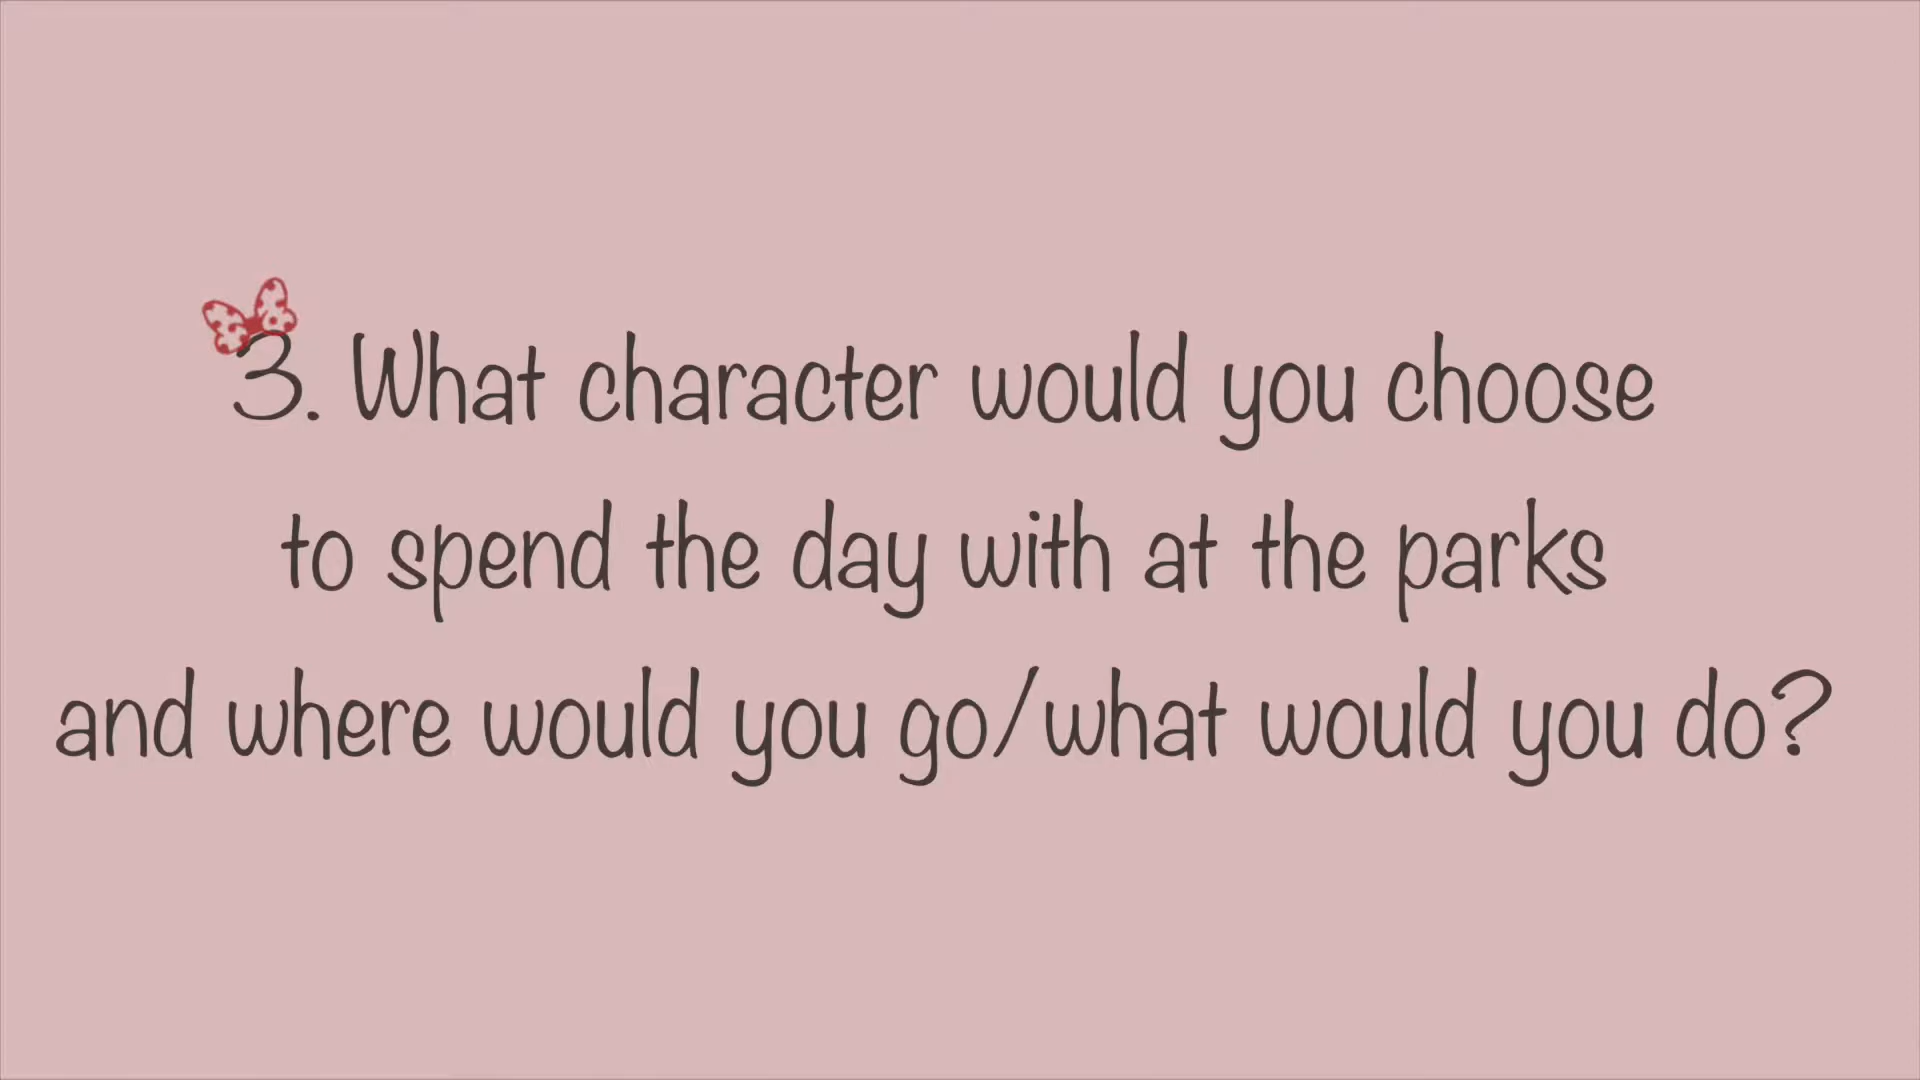 3. What character would you choose
to spend the day with at the parks
and where would you go/what would you do?